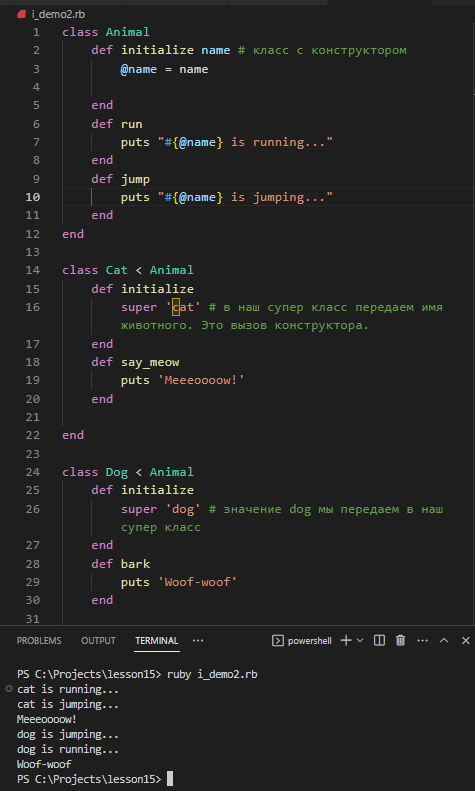 i_demo2.rb
1 class Animal
2 def initialize name # класс с конструктором
3 @name = name
4
5 end
6 def run
7 puts "#{@name} is running..."
8 end
9 def jump
10 puts "#{@name} is jumping..."
11 end
12 end
13
14 class Cat < Animal
15 def initialize
16 super 'cat' # в наш супер класс передаем имя
животного. Это вызов конструктора.
17 end
18 def say_meow
19 puts 'Meeeoooow!'
20 end
21
22 end
23
24 class Dog < Animal
25 def initialize
26 super 'dog' # значение dog мы передаем в наш
супер класс
27 end
28 def bark
29 puts 'Woof-woof'
30 end
31
PROBLEMS OUTPUT TERMINAL ... powershell
PS C:\Projects\lesson15> ruby i_demo2.rb
cat is running...
cat is jumping...
Meeeoooow!
dog is jumping...
dog is running...
Woof-woof
PS C:\Projects\lesson15>